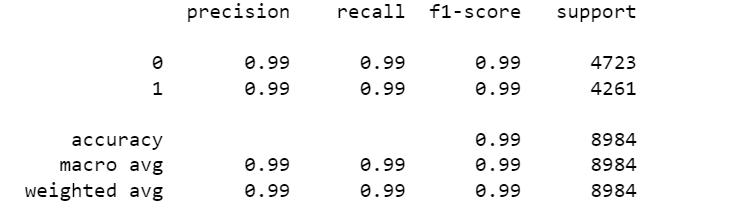 precision recall f1-score support
0 0.99 0.99 0.99 4723
1 0.99 0.99 0.99 4261
accuracy 0.99 8984
macro avg 0.99 0.99 0.99 8984
weighted avg 0.99 0.99 0.99 8984